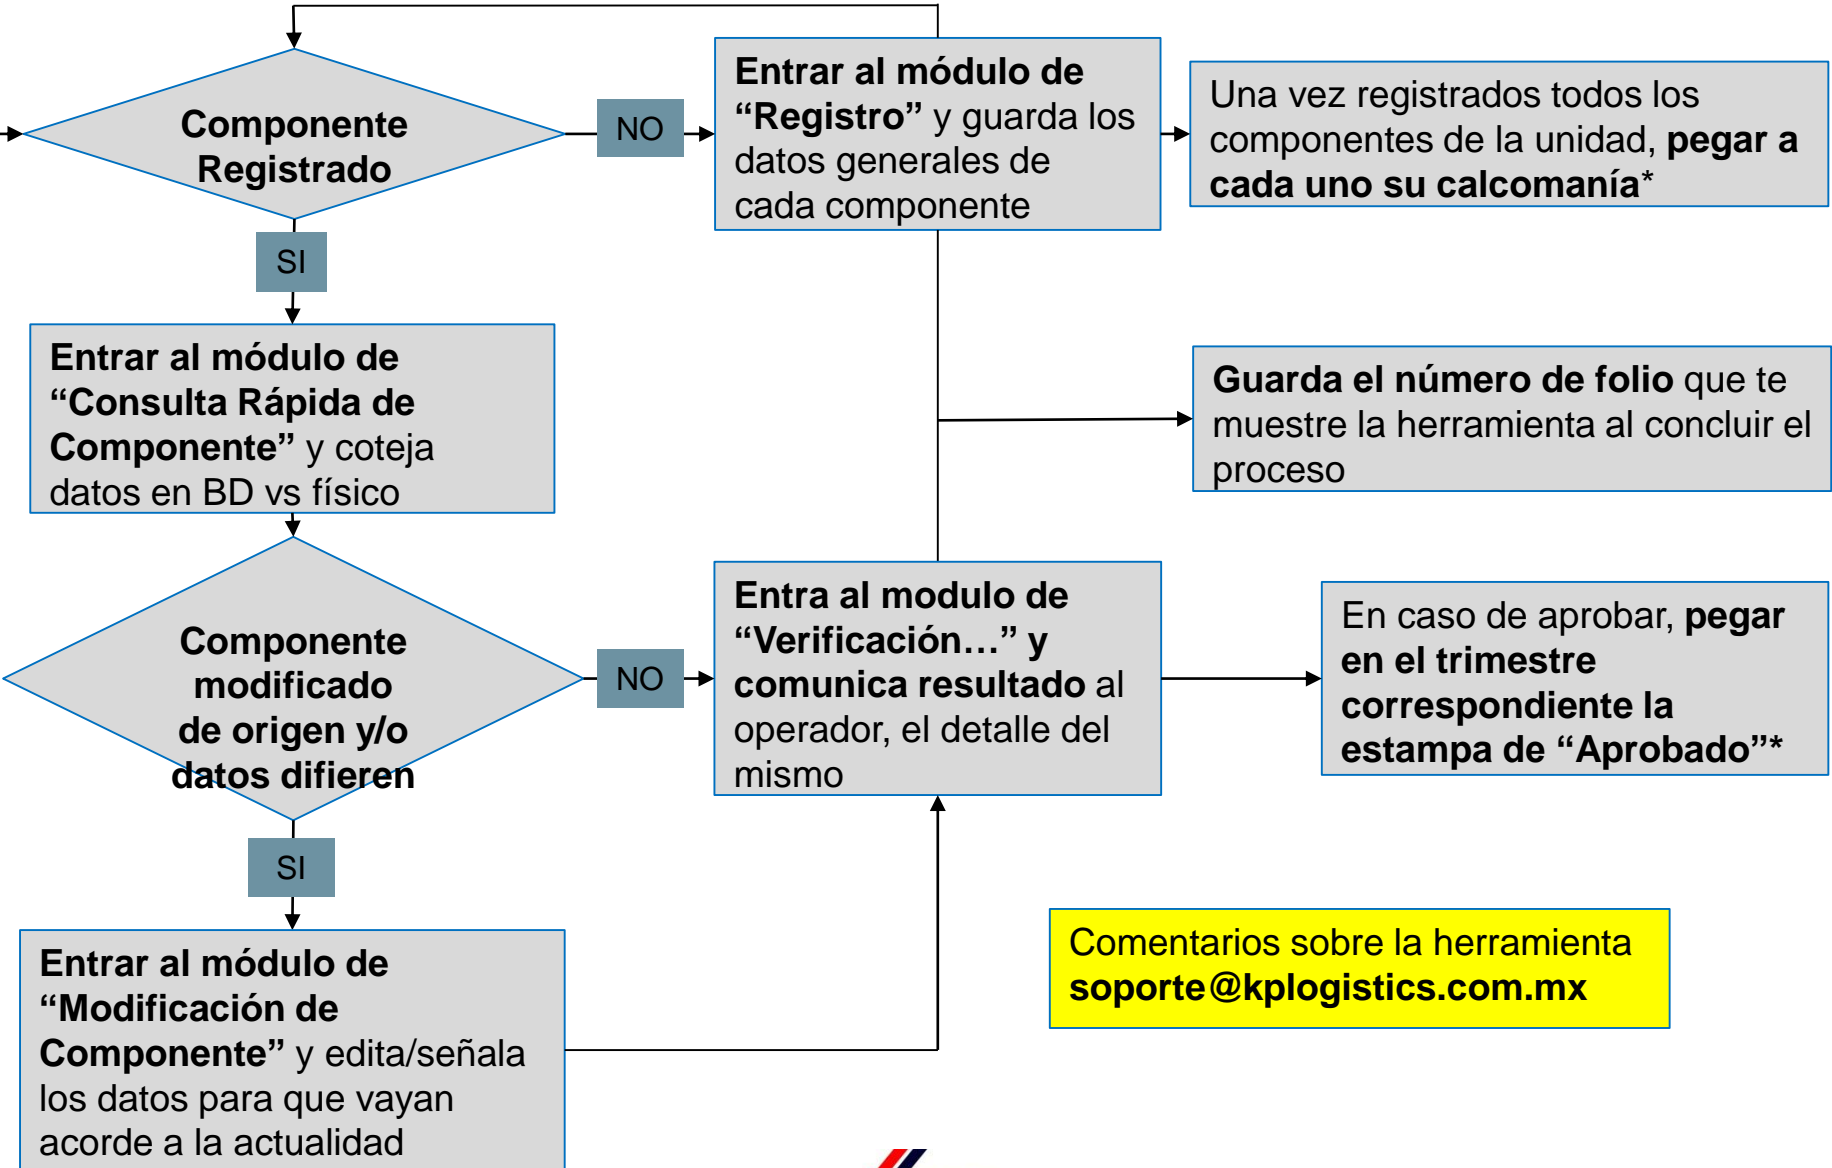 Componente
Registrado
NO
Entrar al módulo de
“Registro” y guarda los
datos generales de
cada componente
Una vez registrados todos los
componentes de la unidad, pegar a
cada uno su calcomanía*
SI
Entrar al módulo de
“Consulta Rápida de
Componente” y coteja
datos en BD vs físico
Guarda el número de folio que te
muestre la herramienta al concluir el
proceso
Componente
modificado
de origen y/o
datos difieren
NO
Entra al modulo de
“Verificación…” y
comunica resultado al
operador, el detalle del
mismo
En caso de aprobar, pegar
en el trimestre
correspondiente la
estampa de “Aprobado”*
SI
Entrar al módulo de
“Modificación de
Componente” y edita/señala
los datos para que vayan
acorde a la actualidad
Comentarios sobre la herramienta
soporte@kplogistics.com.mx